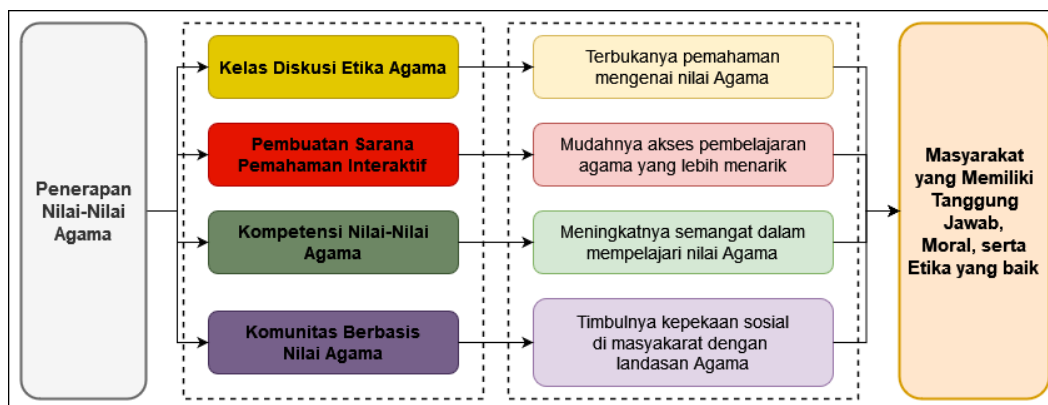 Penerapan
Nilai-Nilai
Agama
Kelas Diskusi Etika Agama
Pembuatan Sarana
Pemahaman Interaktif
Kompetensi Nilai-Nilai
Agama
Komunitas Berbasis
Nilai Agama
Terbukanya pemahaman
mengenai nilai Agama
Mudahnya akses pembelajaran
agama yang lebih menarik
Meningkatnya semangat dalam
mempelajari nilai Agama
Timbulnya kepekaan sosial
di masyakarat dengan
landasan Agama
Masyarakat
yang Memiliki
Tanggung
Jawab,
Moral, serta
Etika yang baik